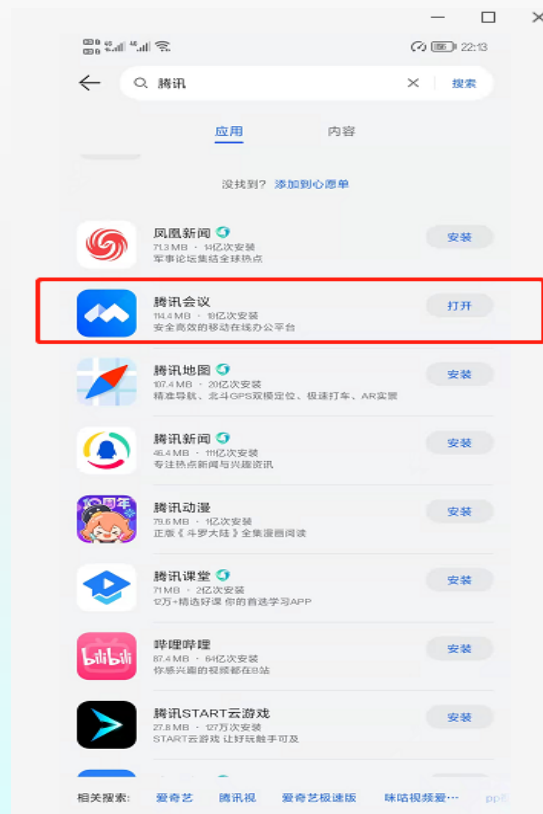 22:13
腾讯
搜索
应用
内容
没找到? 添加到心愿单
凤凰新闻
安装
71.3 MB · 14亿次安装
军事论坛集结全球热点
腾讯会议
打开
114.4 MB · 18亿次安装
安全高效的移动在线办公平台
腾讯地图
安装
107.4 MB · 20亿次安装
精准导航、北斗GPS双模定位、极速打车、AR实景
腾讯新闻
安装
46.4 MB · 111亿次安装
专注热点新闻与兴趣资讯
10周年
腾讯动漫
安装
79.6 MB · 1亿次安装
正版《斗罗大陆》全集漫画阅读
腾讯课堂
安装
71 MB · 2亿次安装
12万+精选好课 你的首选学习APP
bilibili
哔哩哔哩
安装
87.4 MB · 64亿次安装
你感兴趣的视频都在B站
腾讯START云游戏
安装
27.8 MB · 127万次安装
START云游戏 让好玩触手可及
相关搜索: 爱奇艺 腾讯视 爱奇艺极速版 咪咕视频爱… pp